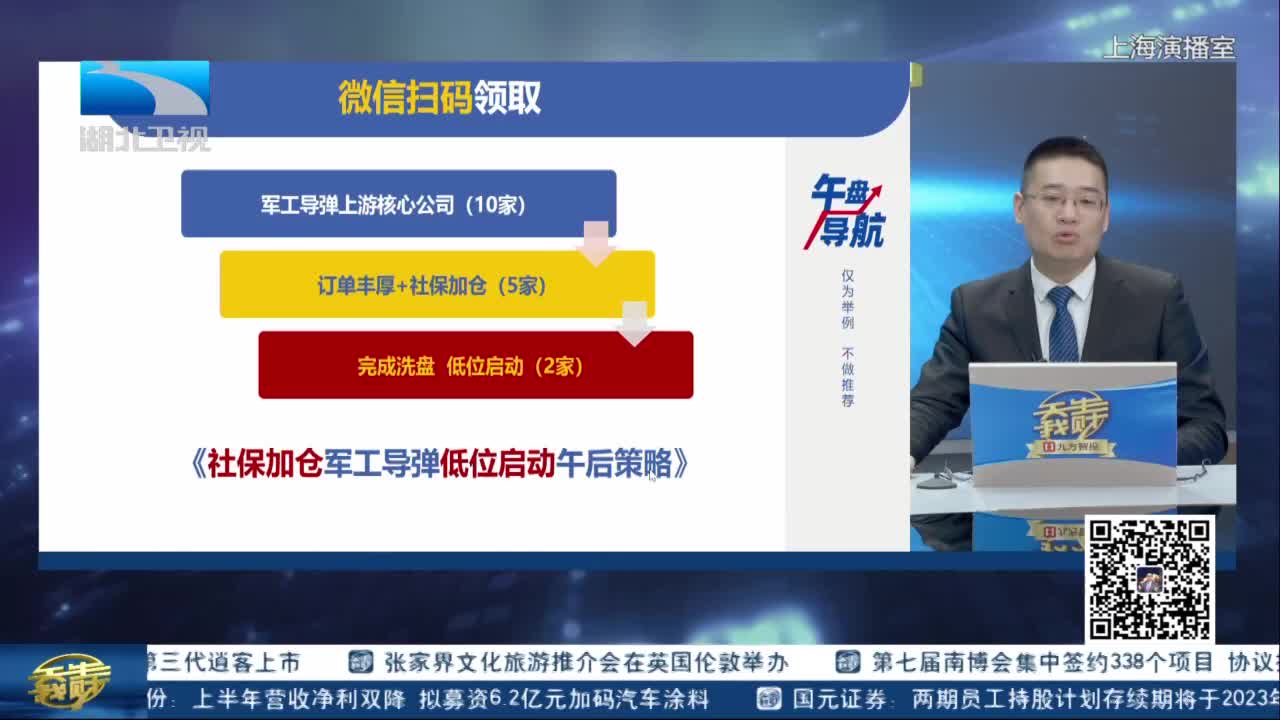 上海演播室
湖北卫视
微信扫码领取
军工导弹上游核心公司（10家）
订单丰厚+社保加仓（5家）
完成洗盘 低位启动（2家）
《社保加仓军工导弹低位启动午后策略》
午盘
导航
仅为举例 不做推荐
九方智投
第三代逍客上市 张家界文化旅游推介会在英国伦敦举办 第七届南博会集中签约338个项目 协议
份：上半年营收净利双降 拟募资6.2亿元加码汽车涂料 国元证券：两期员工持股计划存续期将于2023年